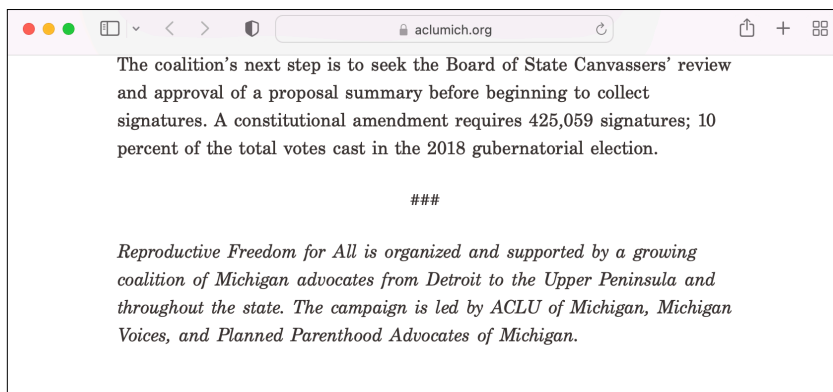 aclumich.org
The coalition's next step is to seek the Board of State Canvassers' review
and approval of a proposal summary before beginning to collect
signatures. A constitutional amendment requires 425,059 signatures; 10
percent of the total votes cast in the 2018 gubernatorial election.
###
Reproductive Freedom for All is organized and supported by a growing
coalition of Michigan advocates from Detroit to the Upper Peninsula and
throughout the state. The campaign is led by ACLU of Michigan, Michigan
Voices, and Planned Parenthood Advocates of Michigan.